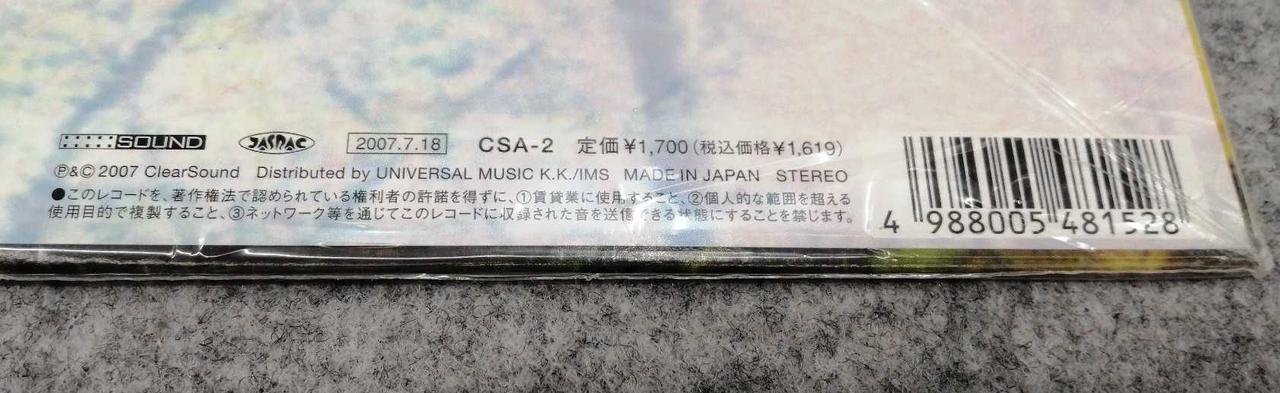 SOUND JASRAC 2007.7.18 CSA-2 定価¥1,700(税込価格¥1,619)
℗&© 2007 ClearSound Distributed by UNIVERSAL MUSIC K.K./IMS MADE IN JAPAN STEREO
●このレコードを、著作権法で認められている権利者の許諾を得ずに、①賃貸業に使用すること、②個人的な範囲を超える
使用目的で複製すること、③ネットワーク等を通じてこのレコードに収録された音を送信できる状態にすることを禁じます。
4 988005 481528